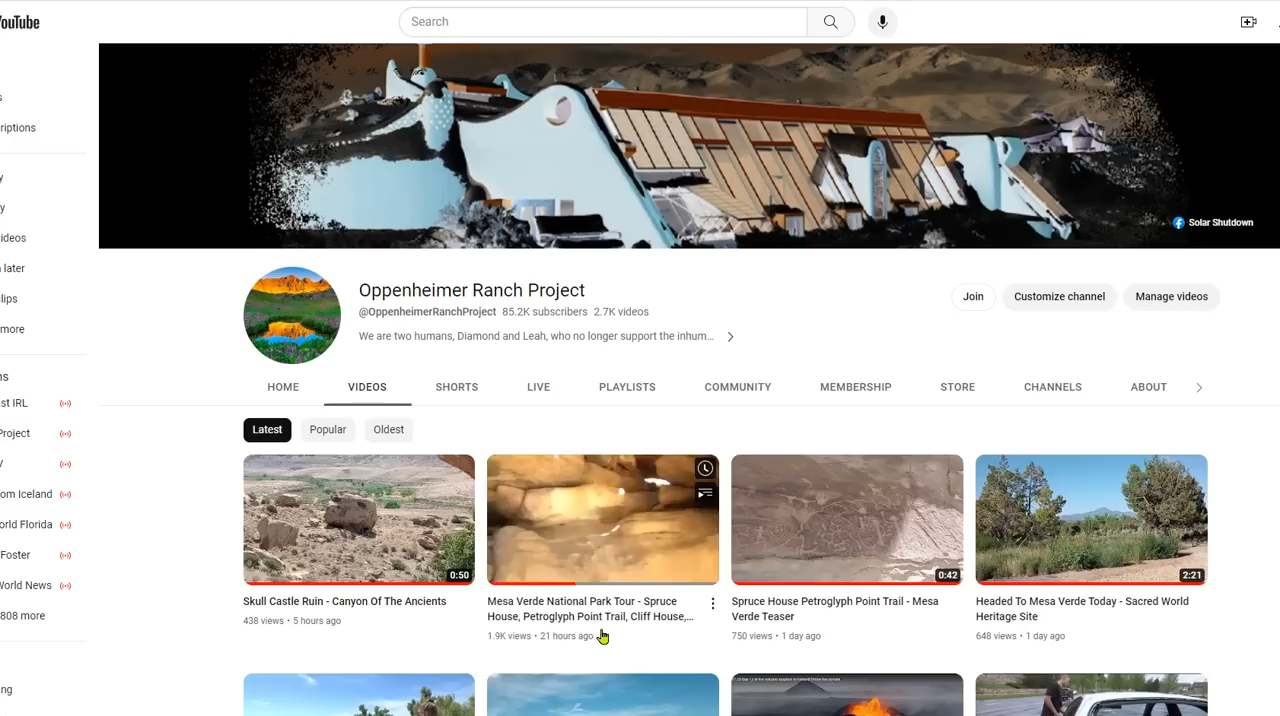 YouTube
Search
Solar Shutdown
Oppenheimer Ranch Project
@OppenheimerRanchProject 85.2K subscribers 2.7K videos
We are two humans, Diamond and Leah, who no longer support the inhum...
Join
Customize channel
Manage videos
HOME VIDEOS SHORTS LIVE PLAYLISTS COMMUNITY MEMBERSHIP STORE CHANNELS ABOUT
Latest Popular Oldest
0:50
0:42
2:21
Skull Castle Ruin - Canyon Of The Ancients
438 views • 5 hours ago
Mesa Verde National Park Tour - Spruce
House, Petroglyph Point Trail, Cliff House,...
1.9K views • 21 hours ago
Spruce House Petroglyph Point Trail - Mesa
Verde Teaser
750 views • 1 day ago
Headed To Mesa Verde Today - Sacred World
Heritage Site
648 views • 1 day ago
riptions
y
y
ideos
later
lips
more
ns
st IRL
Project
om Iceland
orld Florida
Foster
World News
808 more
ng